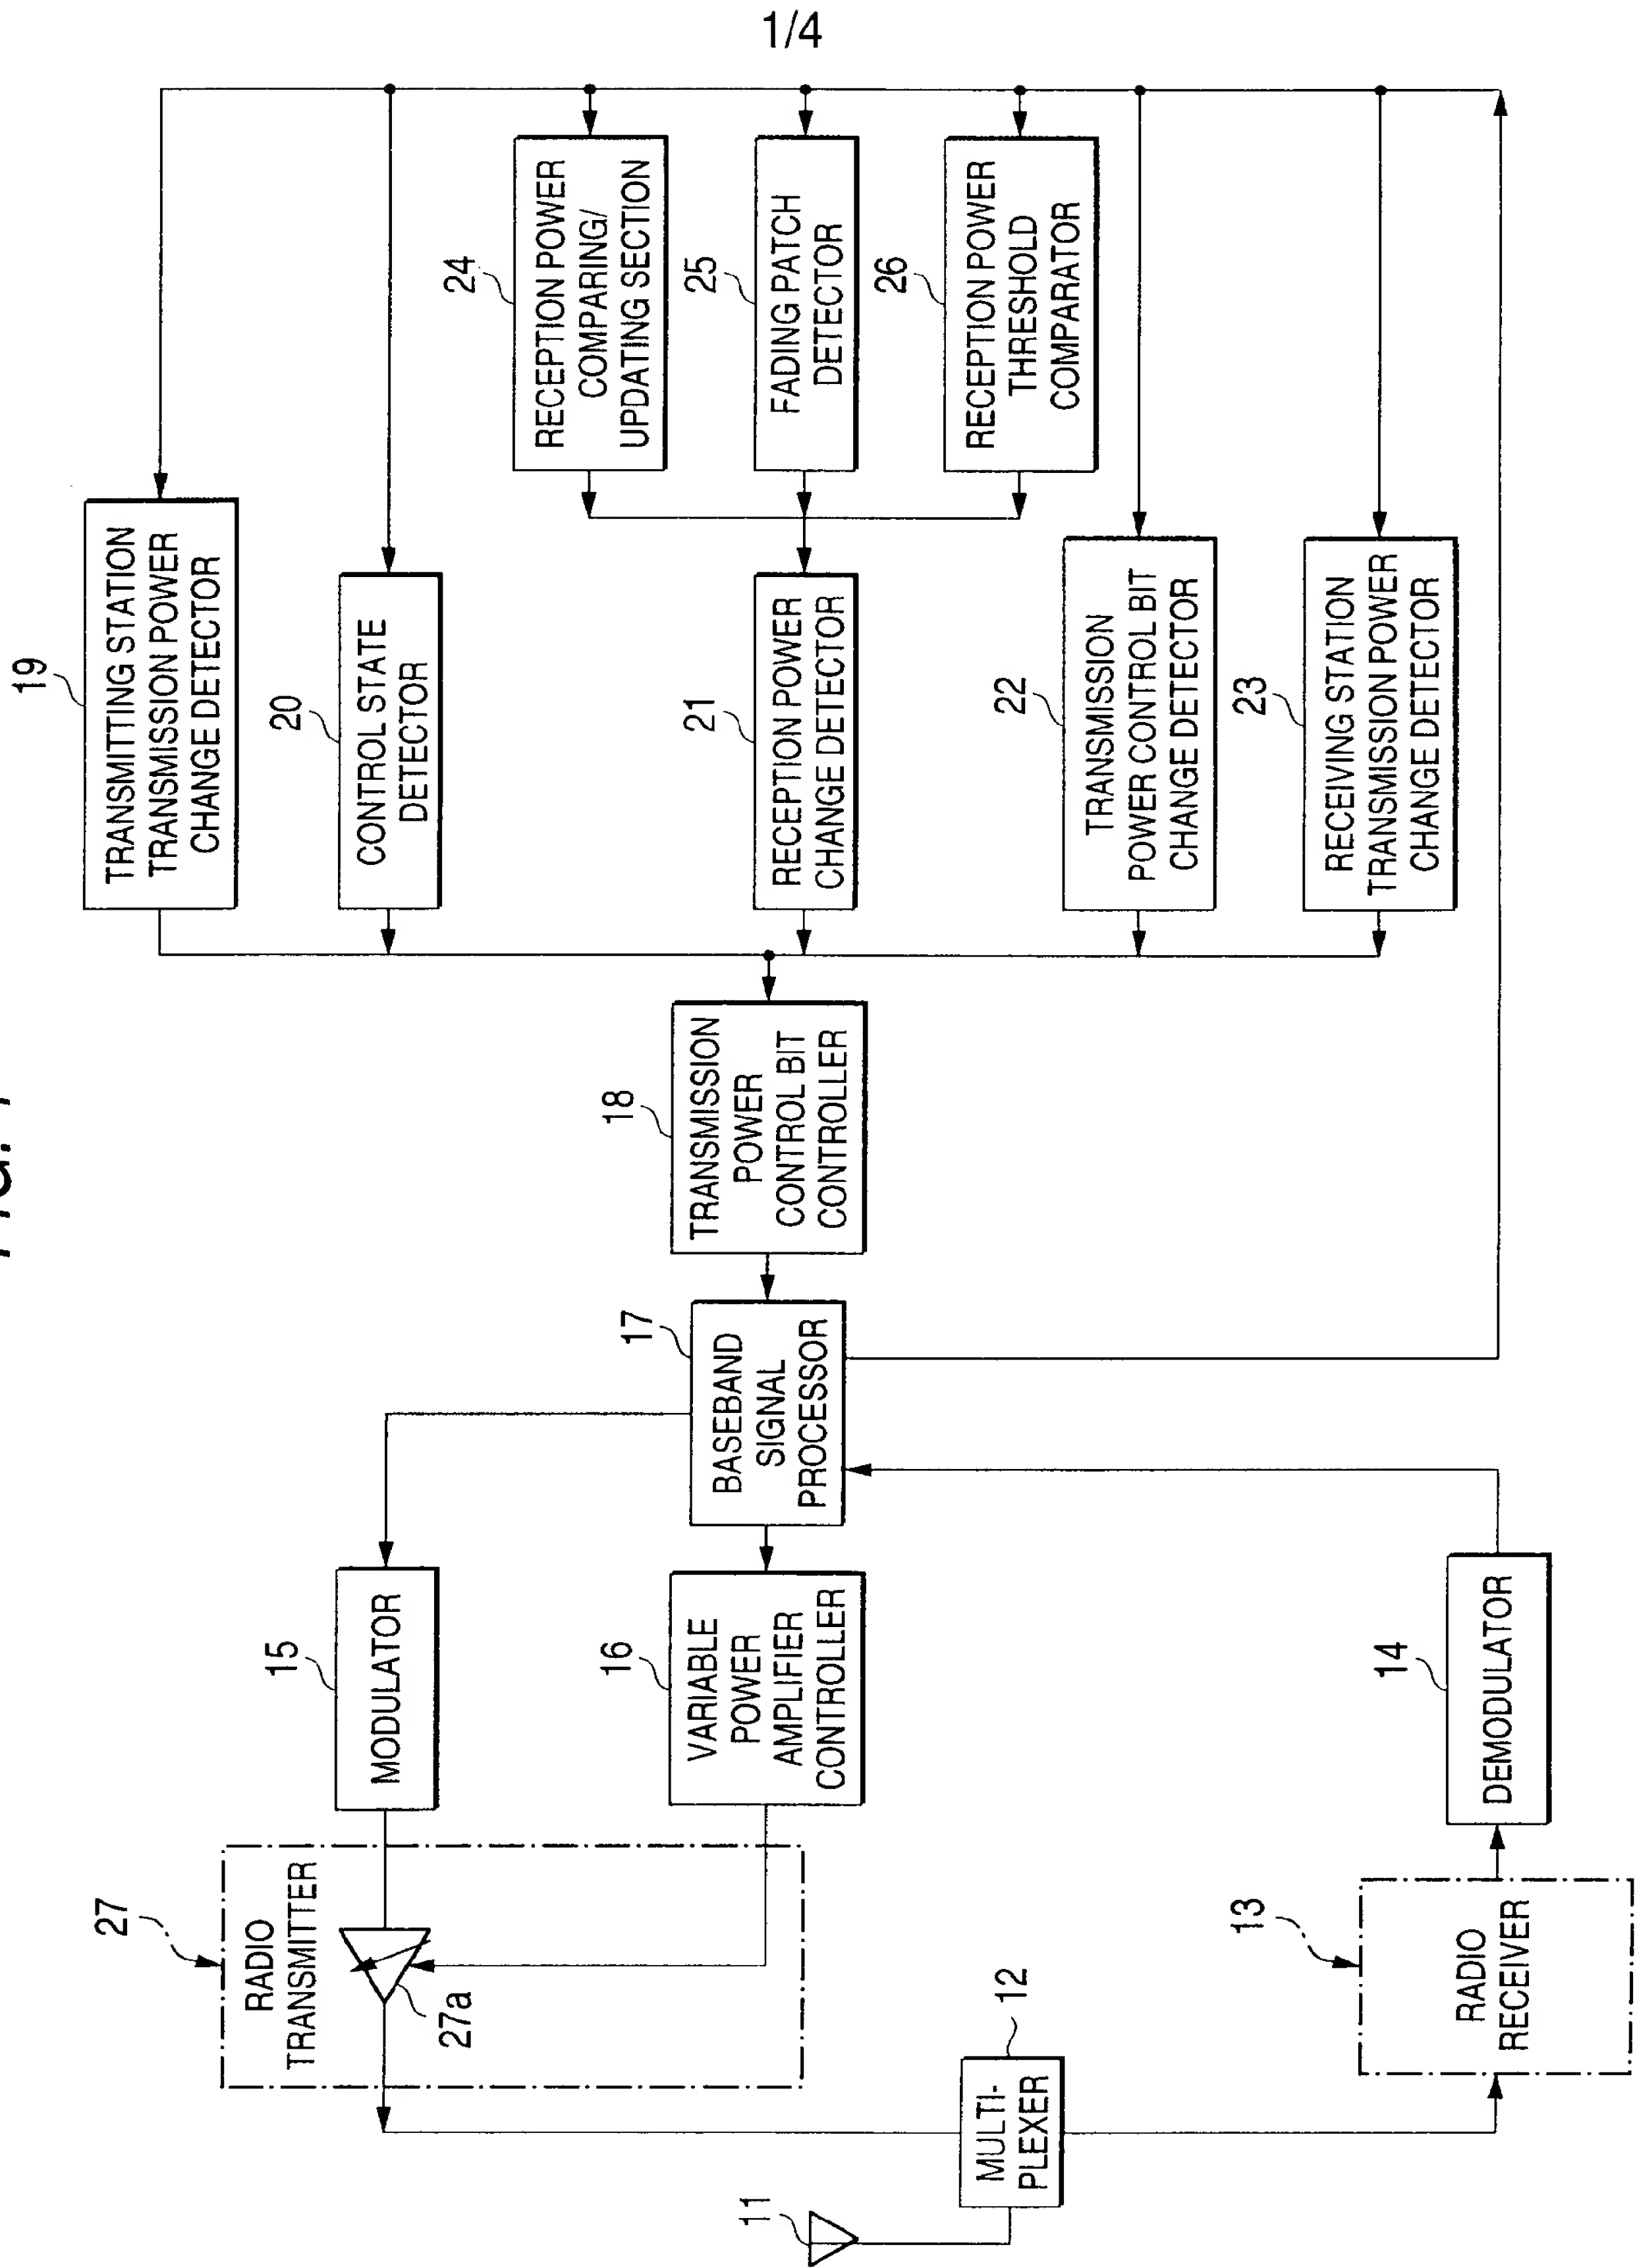 1/4
19
TRANSMITTING STATION
TRANSMISSION POWER
CHANGE DETECTOR
20
CONTROL STATE
DETECTOR
24
RECEPTION POWER
COMPARING/
UPDATING SECTION
25
FADING PATCH
DETECTOR
26
RECEPTION POWER
THRESHOLD
COMPARATOR
21
RECEPTION POWER
CHANGE DETECTOR
22
TRANSMISSION
POWER CONTROL BIT
CHANGE DETECTOR
23
RECEIVING STATION
TRANSMISSION POWER
CHANGE DETECTOR
18
TRANSMISSION
POWER
CONTROL BIT
CONTROLLER
17
BASEBAND
SIGNAL
PROCESSOR
15
MODULATOR
16
VARIABLE
POWER
AMPLIFIER
CONTROLLER
14
DEMODULATOR
27
RADIO
TRANSMITTER
27a
13
RADIO
RECEIVER
12
MULTI-
PLEXER
11